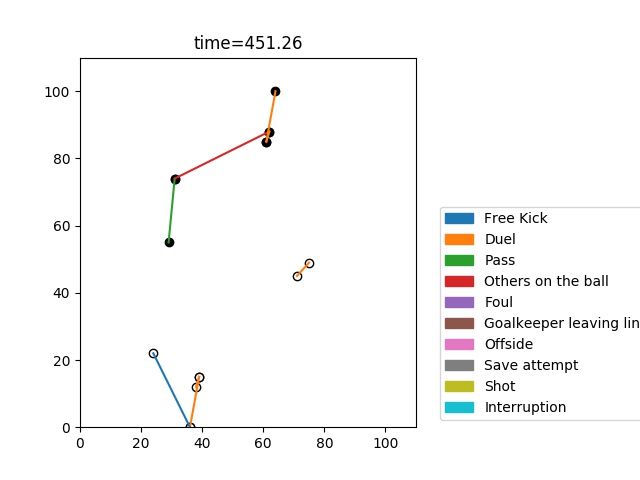 time=451.26
100
80
60
40
20
0
0 20 40 60 80 100
Free Kick
Duel
Pass
Others on the ball
Foul
Goalkeeper leaving lin
Offside
Save attempt
Shot
Interruption